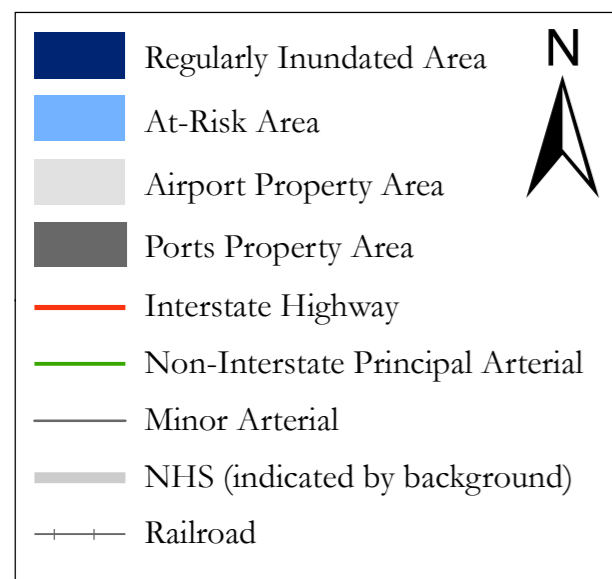 N
Regularly Inundated Area
At-Risk Area
Airport Property Area
Ports Property Area
Interstate Highway
Non-Interstate Principal Arterial
Minor Arterial
NHS (indicated by background)
Railroad